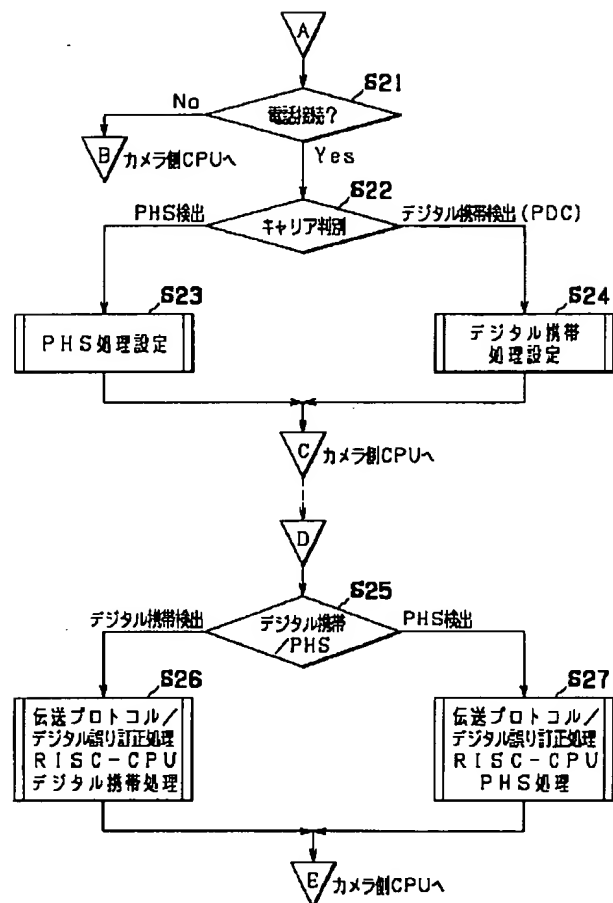 A
S21
No
電話接続?
B カメラ側CPUへ
Yes
S22
PHS検出
キャリア判別
デジタル携帯検出(PDC)
S23
S24
PHS処理設定
デジタル携帯
処理設定
C カメラ側CPUへ
D
S25
デジタル携帯検出
デジタル携帯
/PHS
PHS検出
S26
伝送プロトコル/
デジタル誤り訂正処理
RISC-CPU
デジタル携帯処理
S27
伝送プロトコル/
デジタル誤り訂正処理
RISC-CPU
PHS処理
E カメラ側CPUへ